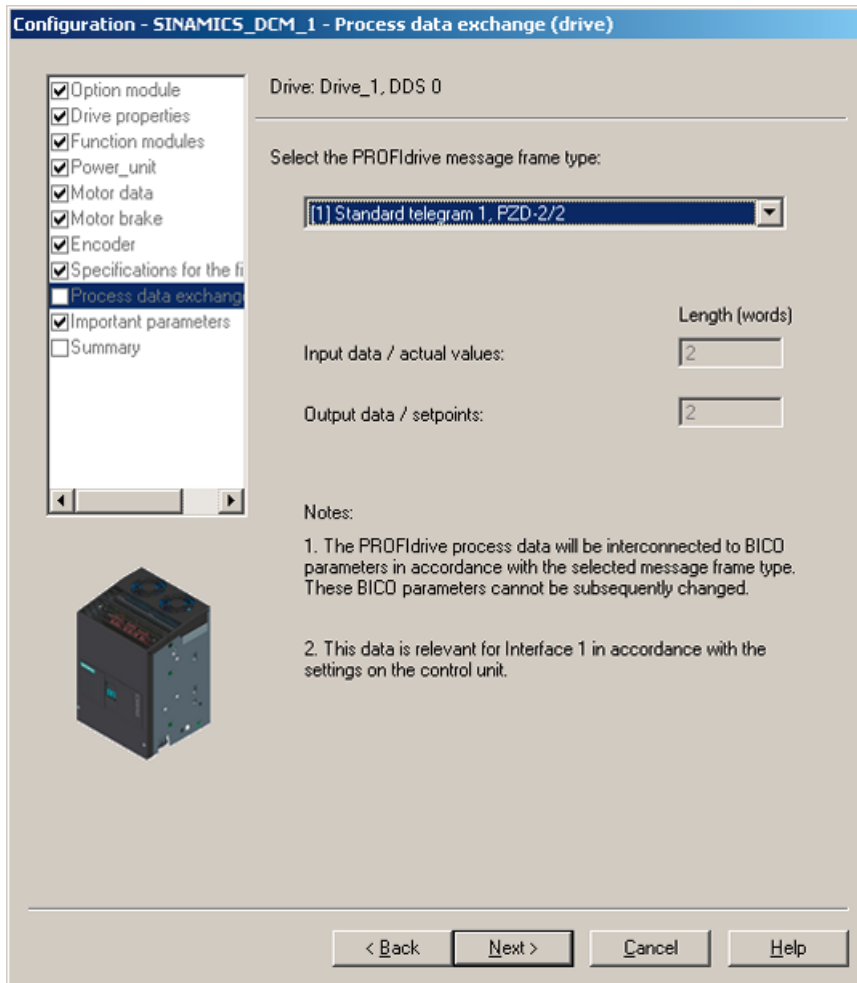 Configuration - SINAMICS_DCM_1 - Process data exchange (drive)
Option module
Drive properties
Function modules
Power_unit
Motor data
Motor brake
Encoder
Specifications for the fi
Process data exchang
Important parameters
Summary
Drive: Drive_1, DDS 0
Select the PROFIdrive message frame type:
[1] Standard telegram 1, PZD-2/2
Length (words)
Input data / actual values: 2
Output data / setpoints: 2
Notes:
1. The PROFIdrive process data will be interconnected to BICO
parameters in accordance with the selected message frame type.
These BICO parameters cannot be subsequently changed.
2. This data is relevant for Interface 1 in accordance with the
settings on the control unit.
< Back
Next >
Cancel
Help